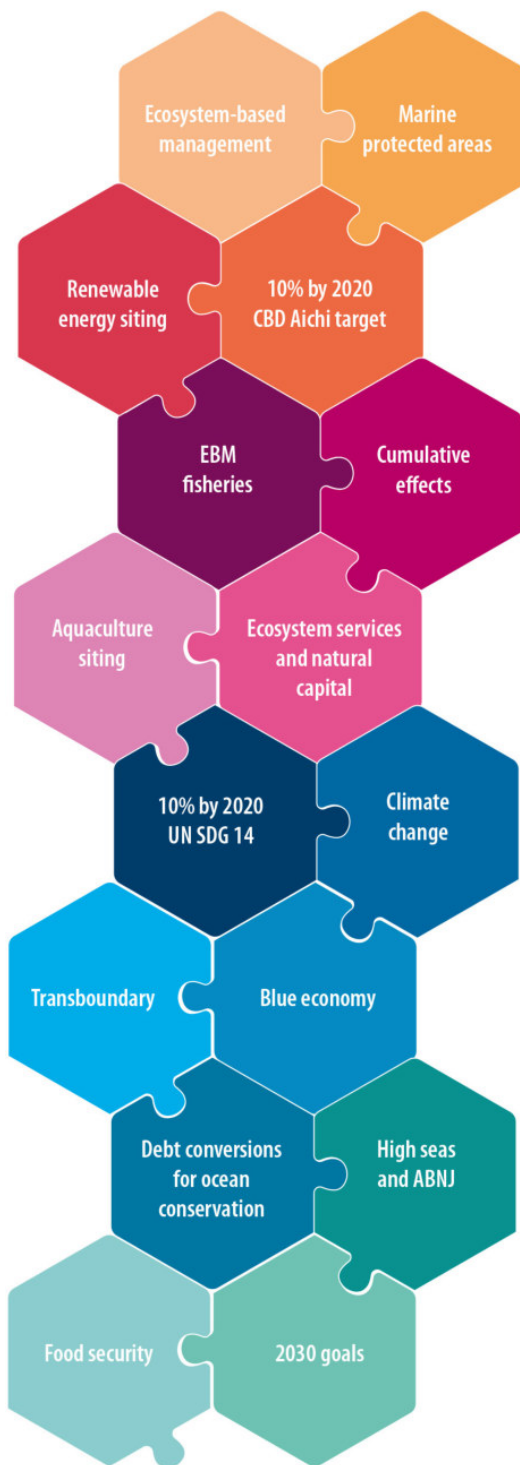 Ecosystem-based
management
Marine
protected areas
Renewable
energy siting
10% by 2020
CBD Aichi target
EBM
fisheries
Cumulative
effects
Aquaculture
siting
Ecosystem services
and natural
capital
10% by 2020
UN SDG 14
Climate
change
Transboundary
Blue economy
Debt conversions
for ocean
conservation
High seas
and ABNJ
Food security
2030 goals